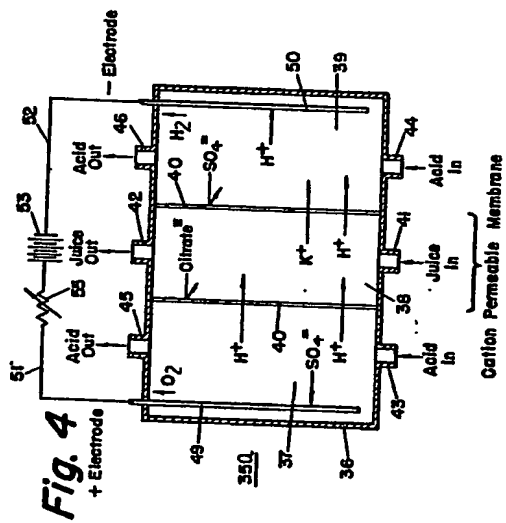 Fig. 4
+ Electrode
– Electrode
51
55
53
52
Acid Out
Juice Out
Acid Out
45
42
46
O2
H2
40
Citrate≡
SO4=
49
50
350
37
38
39
36
H+
H+
K+
H+
H+
H+
SO4=
40
43
41
44
Acid In
Juice In
Acid In
Cation Permeable Membrane